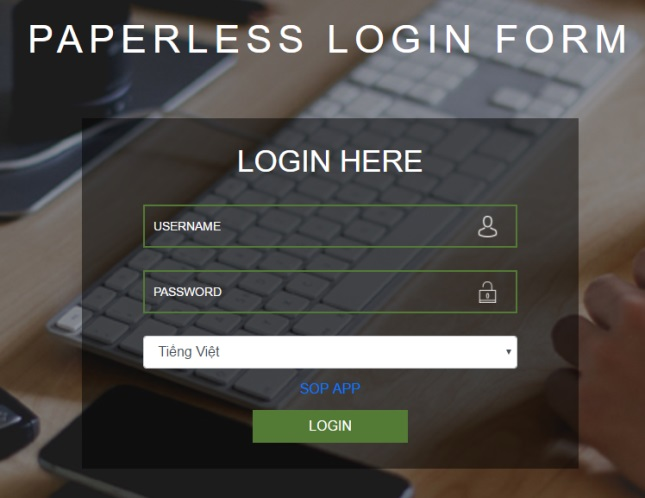 PAPERLESS LOGIN FORM
LOGIN HERE
USERNAME
PASSWORD
Tiếng Việt
SOP APP
LOGIN